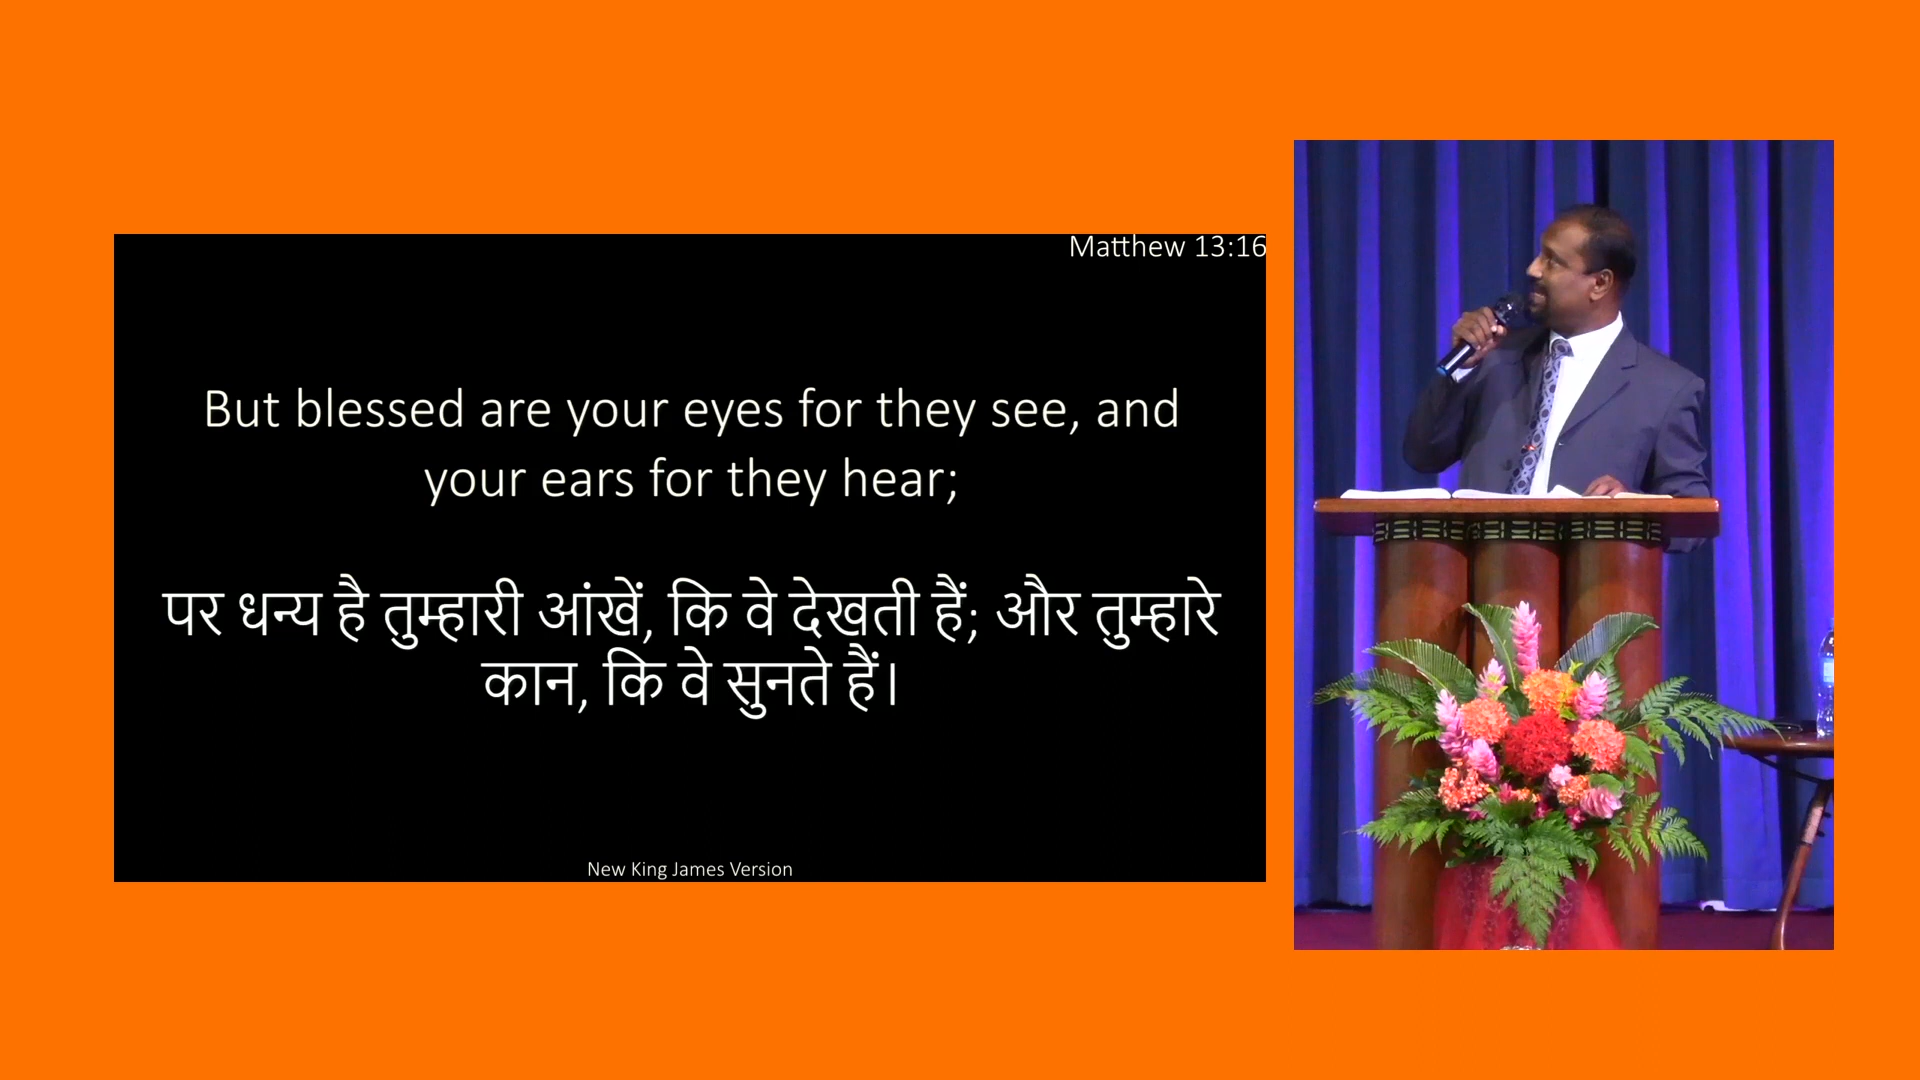 Matthew 13:16
But blessed are your eyes for they see, and
your ears for they hear;
पर धन्य है तुम्हारी आंखें, कि वे देखती हैं; और तुम्हारे
कान, कि वे सुनते हैं।
New King James Version